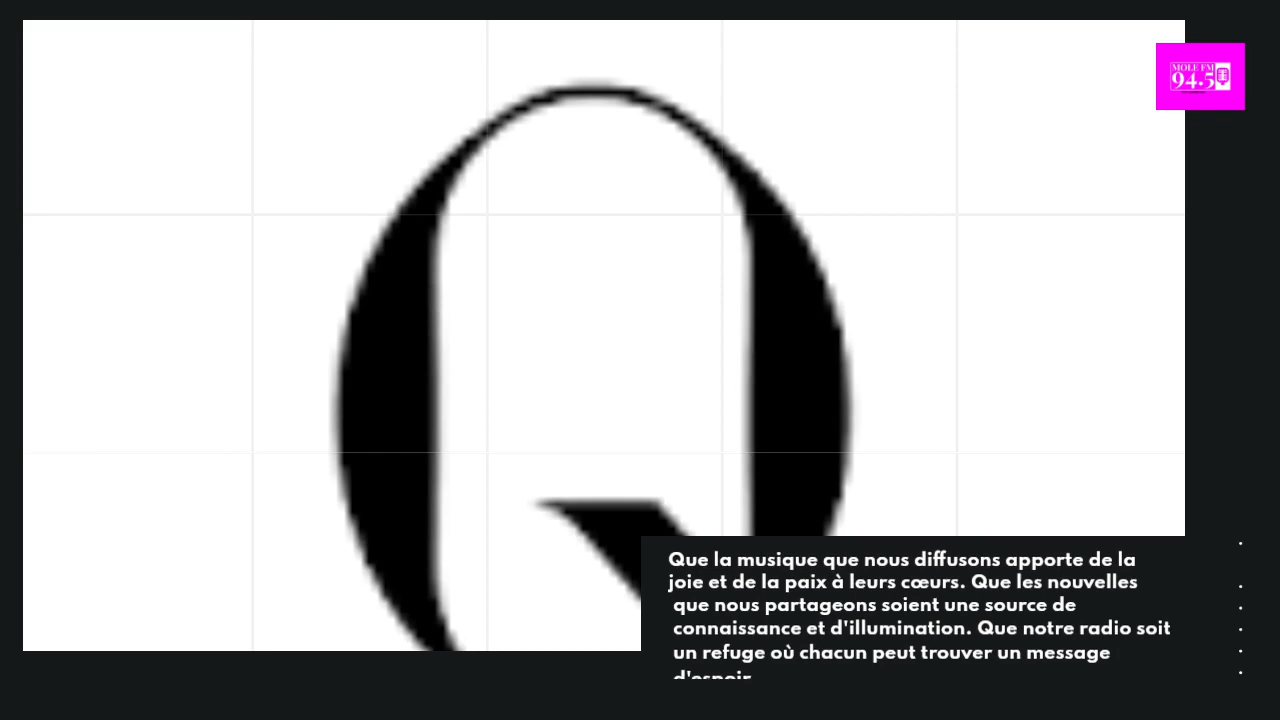 MOLE FM
94.5
Q
Que la musique que nous diffusons apporte de la
joie et de la paix à leurs cœurs. Que les nouvelles
que nous partageons soient une source de
connaissance et d'illumination. Que notre radio soit
un refuge où chacun peut trouver un message
d'espoir